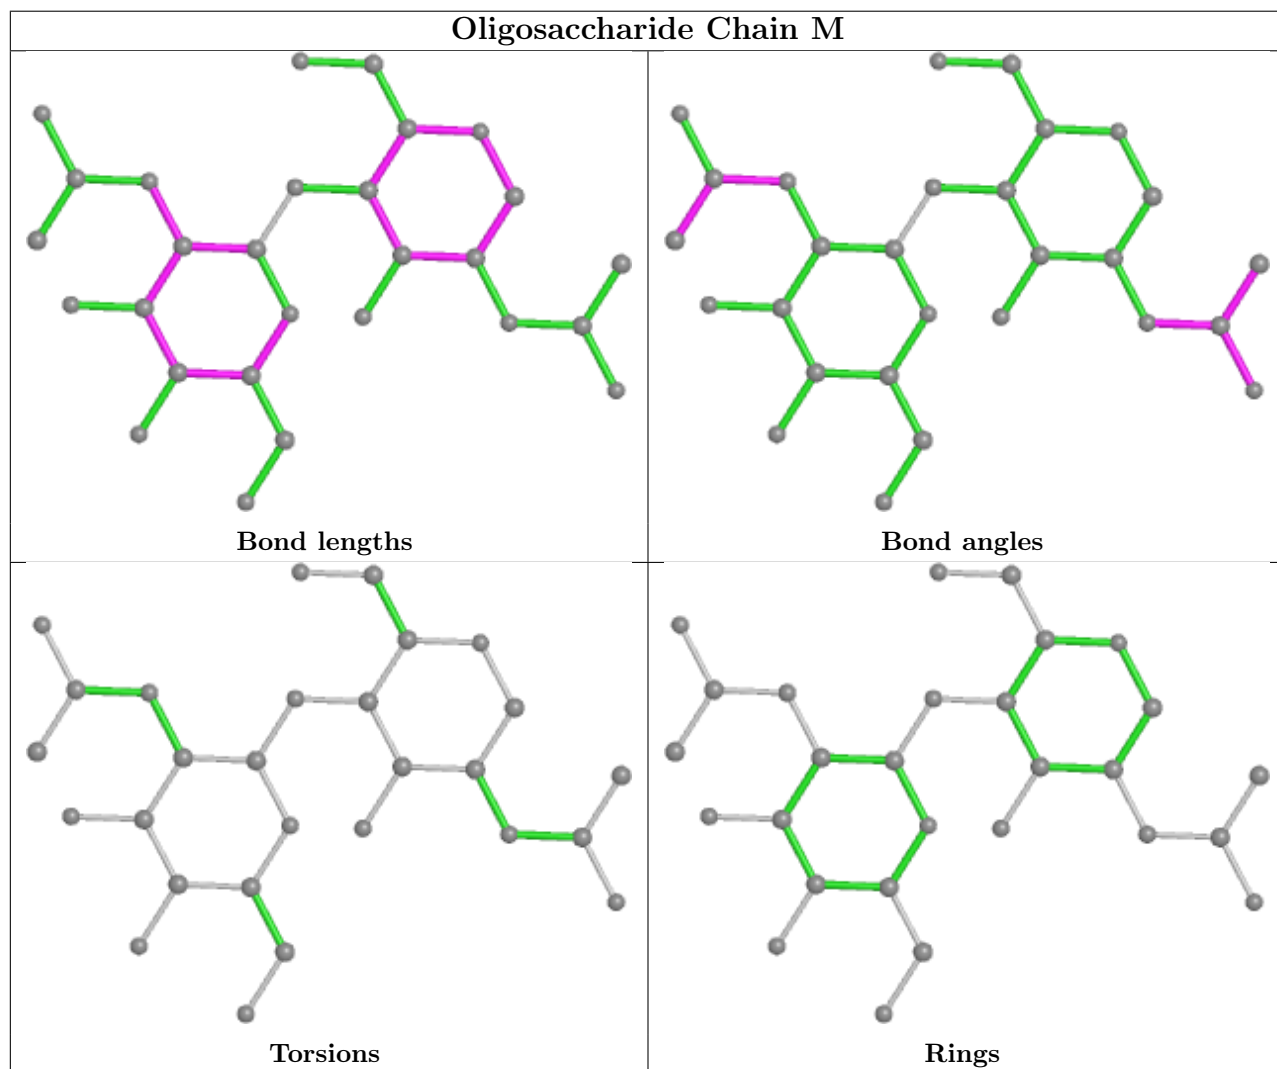 Oligosaccharide Chain M
Bond lengths
Bond angles
Torsions
Rings